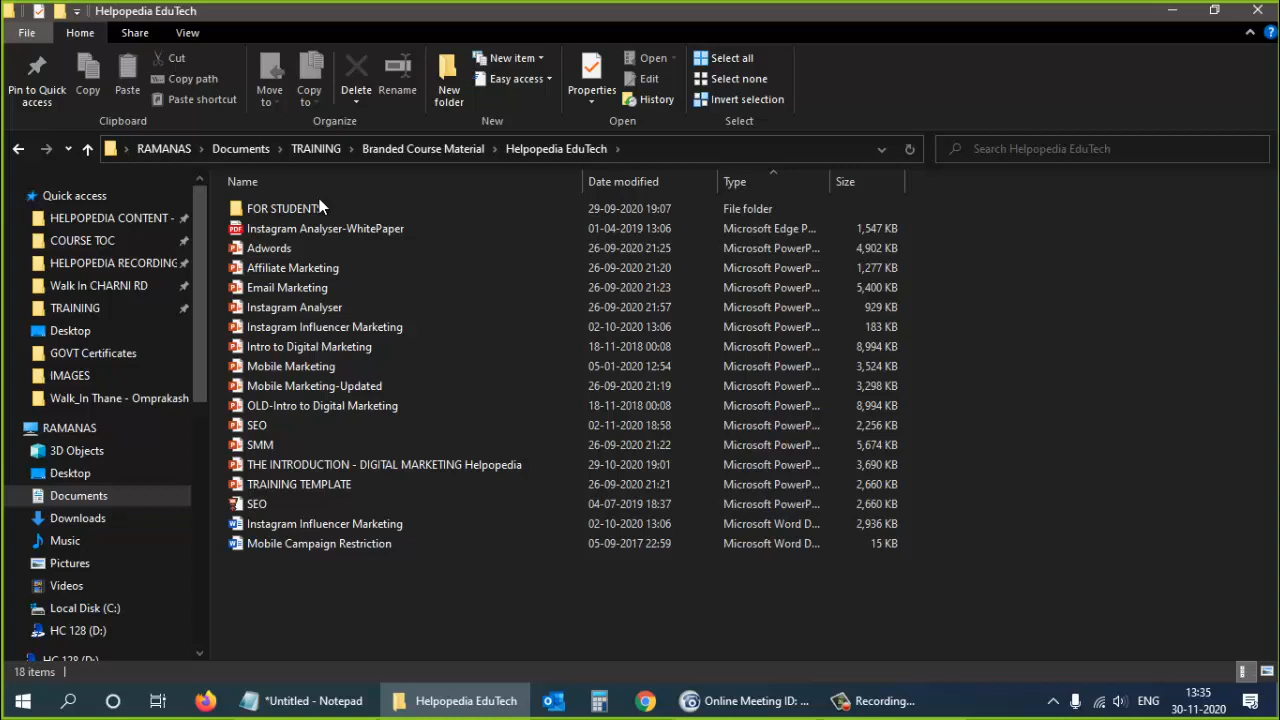 Helpopedia EduTech
File Home Share View
Pin to Quick access
Copy
Paste
Cut
Copy path
Paste shortcut
Clipboard
Move to
Copy to
Delete
Rename
Organize
New folder
New item
Easy access
New
Properties
Open
Edit
History
Open
Select all
Select none
Invert selection
Select
RAMANAS > Documents > TRAINING > Branded Course Material > Helpopedia EduTech >
Search Helpopedia EduTech
Quick access
HELPOPEDIA CONTENT -
COURSE TOC
HELPOPEDIA RECORDING
Walk In CHARNI RD
TRAINING
Desktop
GOVT Certificates
IMAGES
Walk_In Thane - Omprakash
RAMANAS
3D Objects
Desktop
Documents
Downloads
Music
Pictures
Videos
Local Disk (C:)
HC 128 (D:)
HC 128 (D:)
Name Date modified Type Size
FOR STUDENTS 29-09-2020 19:07 File folder
Instagram Analyser-WhitePaper 01-04-2019 13:06 Microsoft Edge P... 1,547 KB
Adwords 26-09-2020 21:25 Microsoft PowerP... 4,902 KB
Affiliate Marketing 26-09-2020 21:20 Microsoft PowerP... 1,277 KB
Email Marketing 26-09-2020 21:23 Microsoft PowerP... 5,400 KB
Instagram Analyser 26-09-2020 21:57 Microsoft PowerP... 929 KB
Instagram Influencer Marketing 02-10-2020 13:06 Microsoft PowerP... 183 KB
Intro to Digital Marketing 18-11-2018 00:08 Microsoft PowerP... 8,994 KB
Mobile Marketing 05-01-2020 12:54 Microsoft PowerP... 3,524 KB
Mobile Marketing-Updated 26-09-2020 21:19 Microsoft PowerP... 3,298 KB
OLD-Intro to Digital Marketing 18-11-2018 00:08 Microsoft PowerP... 8,994 KB
SEO 02-11-2020 18:58 Microsoft PowerP... 2,256 KB
SMM 26-09-2020 21:22 Microsoft PowerP... 5,674 KB
THE INTRODUCTION - DIGITAL MARKETING Helpopedia 29-10-2020 19:01 Microsoft PowerP... 3,690 KB
TRAINING TEMPLATE 26-09-2020 21:21 Microsoft PowerP... 2,660 KB
SEO 04-07-2019 18:37 Microsoft PowerP... 2,660 KB
Instagram Influencer Marketing 02-10-2020 13:06 Microsoft Word D... 2,936 KB
Mobile Campaign Restriction 05-09-2017 22:59 Microsoft Word D... 15 KB
18 items
*Untitled - Notepad
Helpopedia EduTech
Online Meeting ID: ...
Recording...
ENG
13:35
30-11-2020